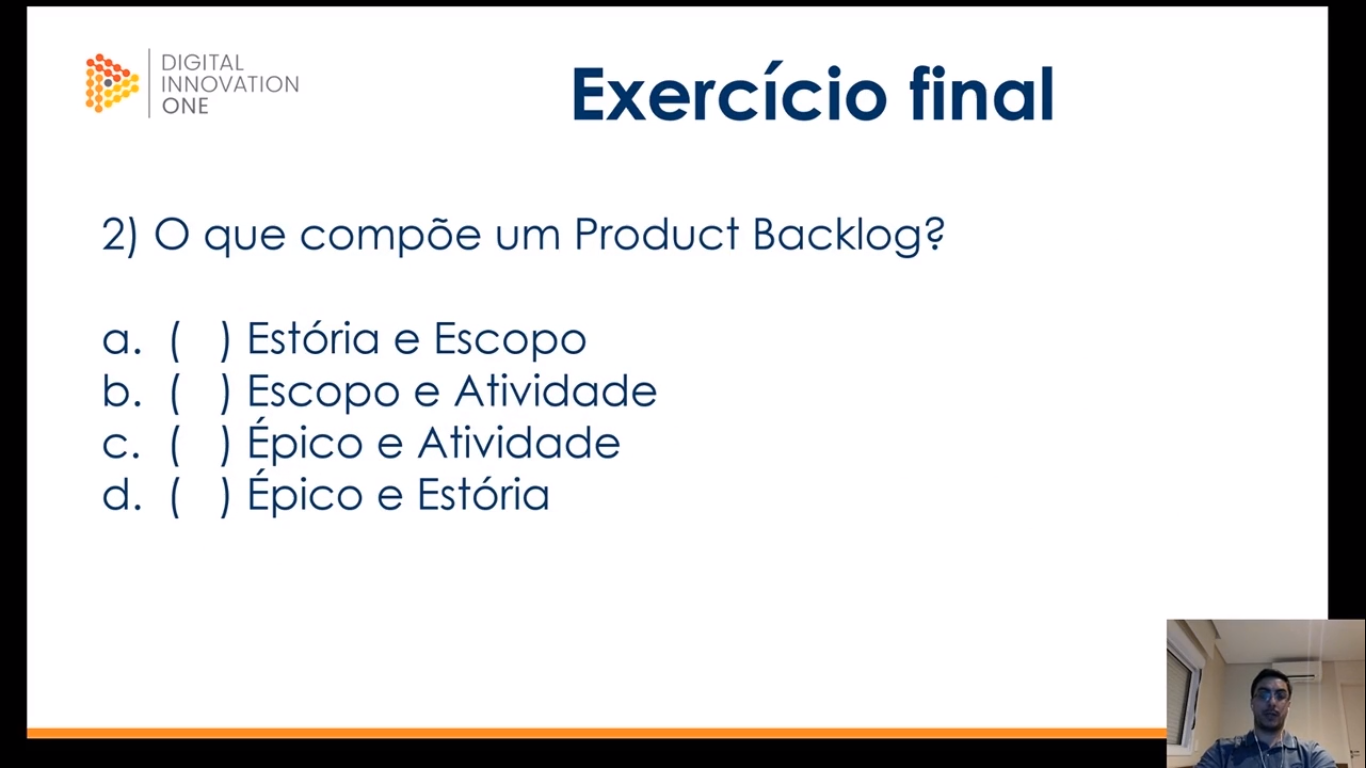 DIGITAL
INNOVATION
ONE
Exercício final
2) O que compõe um Product Backlog?
a. ( ) Estória e Escopo
b. ( ) Escopo e Atividade
c. ( ) Épico e Atividade
d. ( ) Épico e Estória